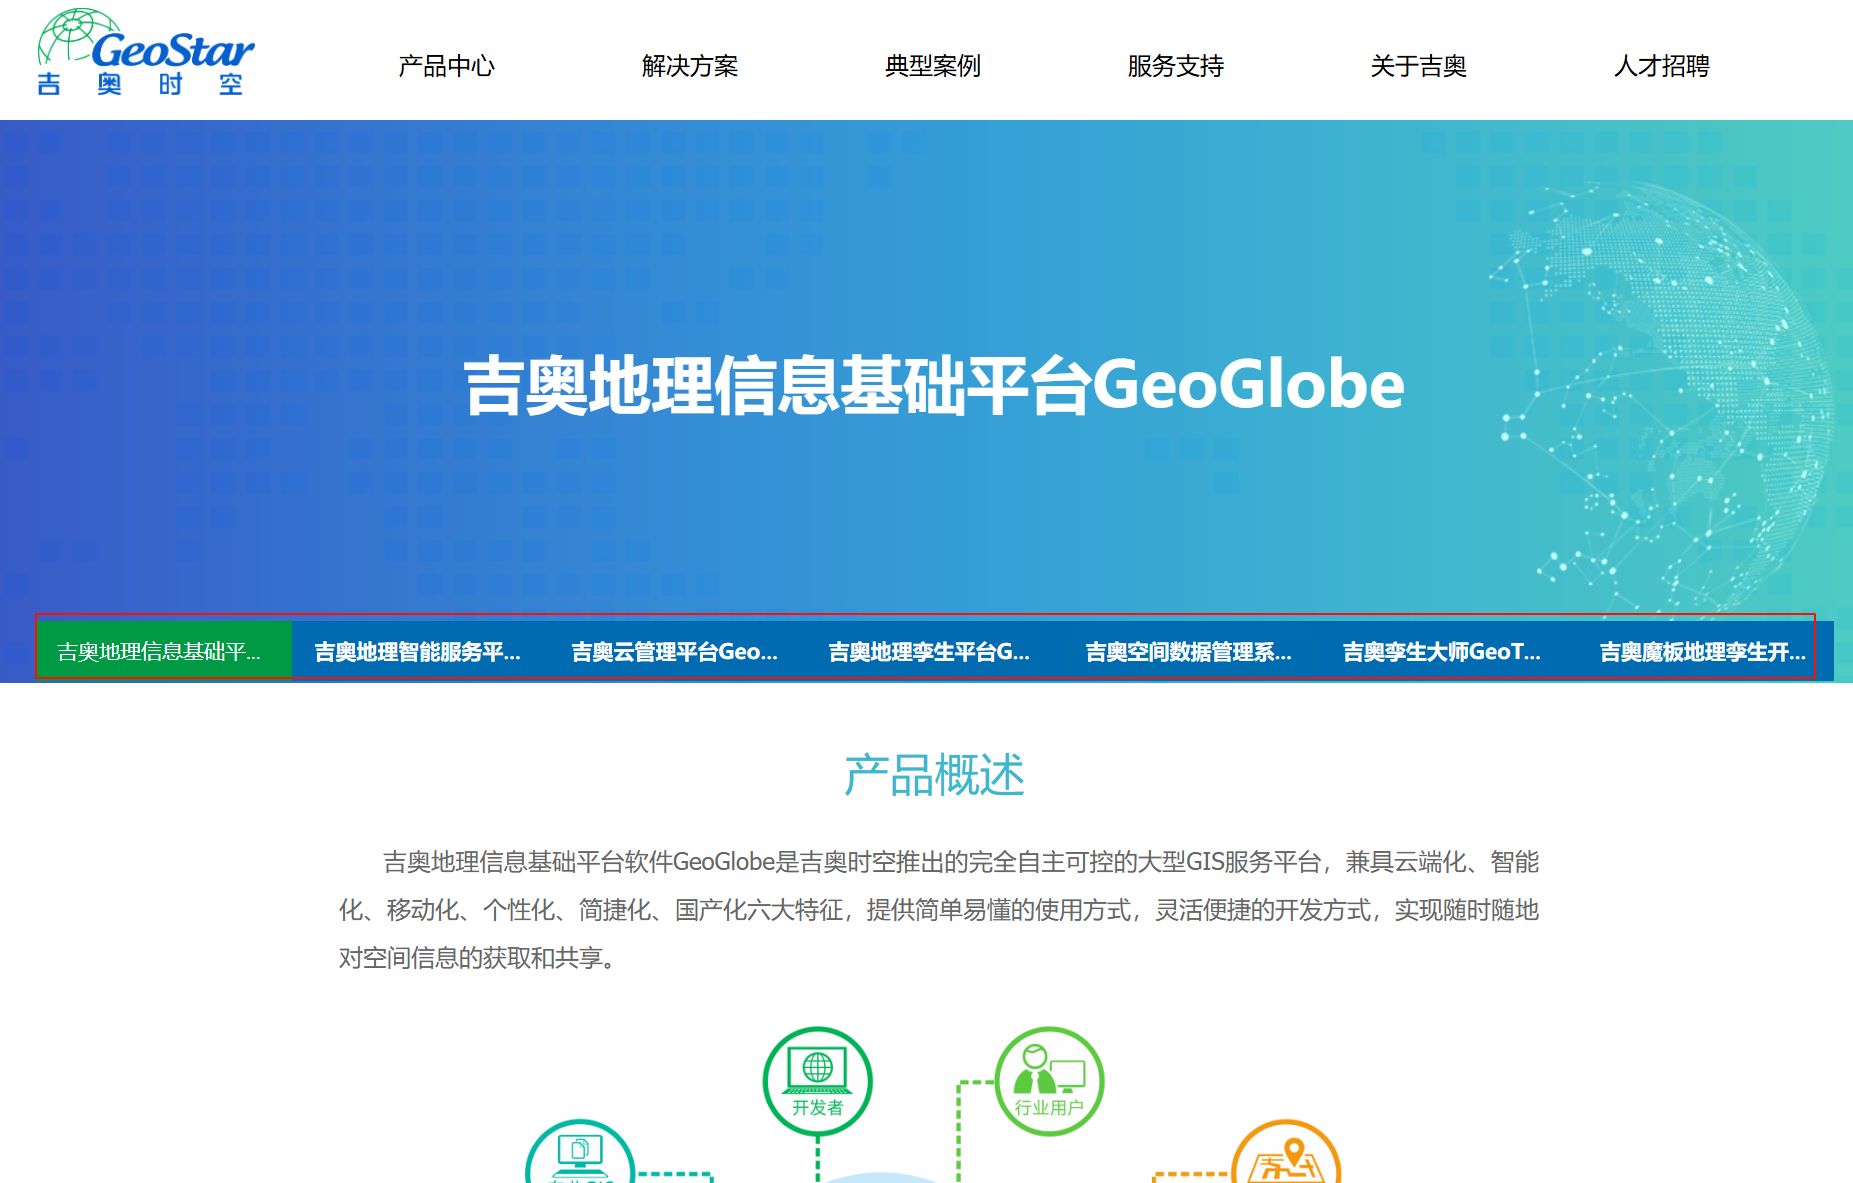 GeoStar
吉奥时空
产品中心 解决方案 典型案例 服务支持 关于吉奥 人才招聘
吉奥地理信息基础平台GeoGlobe
吉奥地理信息基础平... 吉奥地理智能服务平... 吉奥云管理平台Geo... 吉奥地理孪生平台G... 吉奥空间数据管理系... 吉奥孪生大师GeoT... 吉奥魔板地理孪生开...
产品概述
吉奥地理信息基础平台软件GeoGlobe是吉奥时空推出的完全自主可控的大型GIS服务平台，兼具云端化、智能
化、移动化、个性化、简捷化、国产化六大特征，提供简单易懂的使用方式，灵活便捷的开发方式，实现随时随地
对空间信息的获取和共享。
开发者
行业用户